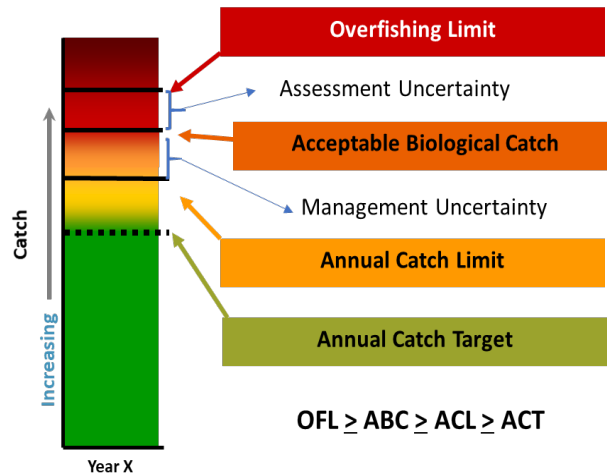 Overfishing Limit
Assessment Uncertainty
Acceptable Biological Catch
Management Uncertainty
Annual Catch Limit
Annual Catch Target
OFL ≥ ABC ≥ ACL ≥ ACT
Catch
Increasing
Year X